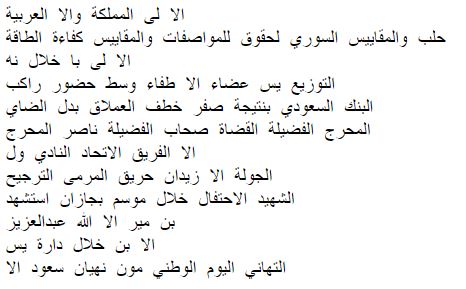 الا لى المملكة والا العربية
حلب والمقاييس السوري لحقوق للمواصفات والمقاييس كفاءة الطاقة
الا لى با خلال نه
التوزيع يس عضاء الا طفاء وسط حضور راكب
البنك السعودي بنتيجة صفر خطف العملاق بدل الضاي
المحرج الفضيلة القضاة صحاب الفضيلة ناصر المحرج
الا الفريق الاتحاد النادي ول
الجولة الا زيدان حريق المرمى الترجيح
الشهيد الاحتفال خلال موسم بجازان استشهد
بن مير الا الله عبدالعزيز
الا بن خلال دارة يس
التهاني اليوم الوطني مون نهيان سعود الا